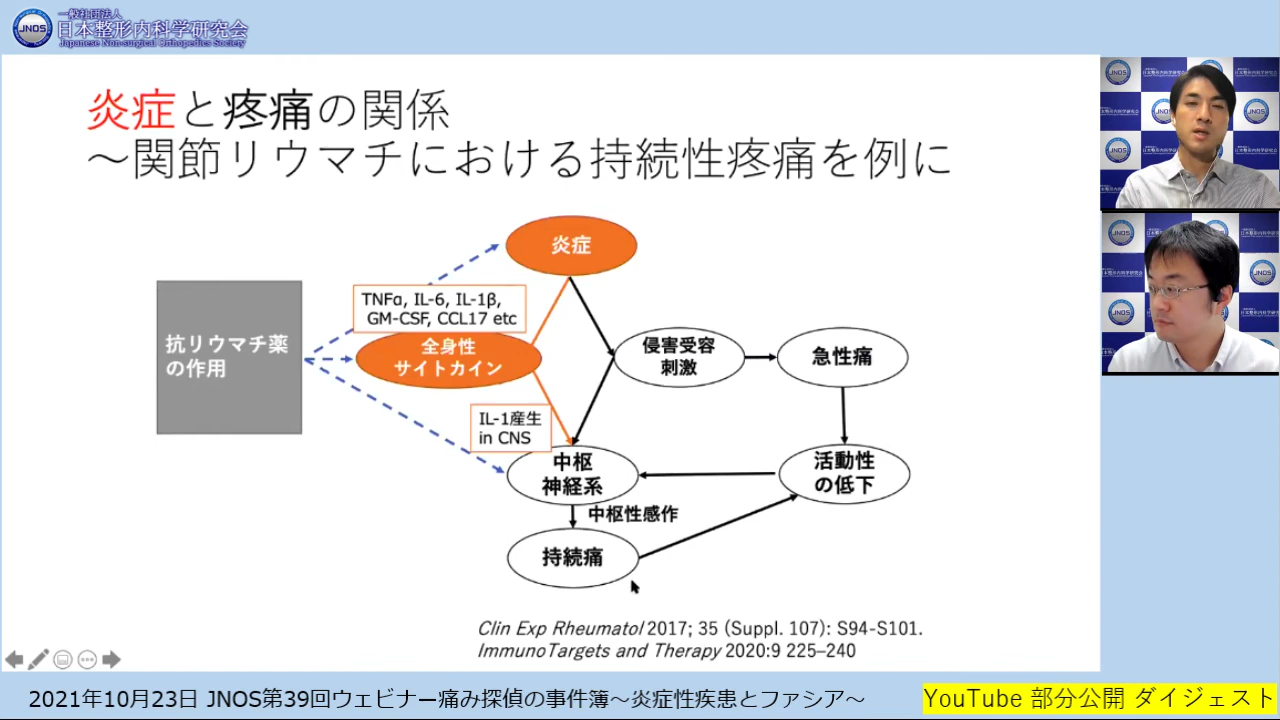 一般社団法人
日本整形内科学研究会
Japanese Non-surgical Orthopedics Society
JNOS
炎症と疼痛の関係
～関節リウマチにおける持続性疼痛を例に
炎症
TNFα, IL-6, IL-1β,
GM-CSF, CCL17 etc
抗リウマチ薬
の作用
全身性
サイトカイン
侵害受容
刺激
急性痛
IL-1産生
in CNS
中枢
神経系
活動性
の低下
中枢性感作
持続痛
Clin Exp Rheumatol 2017; 35 (Suppl. 107): S94-S101.
ImmunoTargets and Therapy 2020:9 225–240
2021年10月23日 JNOS第39回ウェビナー痛み探偵の事件簿～炎症性疾患とファシア～
YouTube 部分公開 ダイジェスト